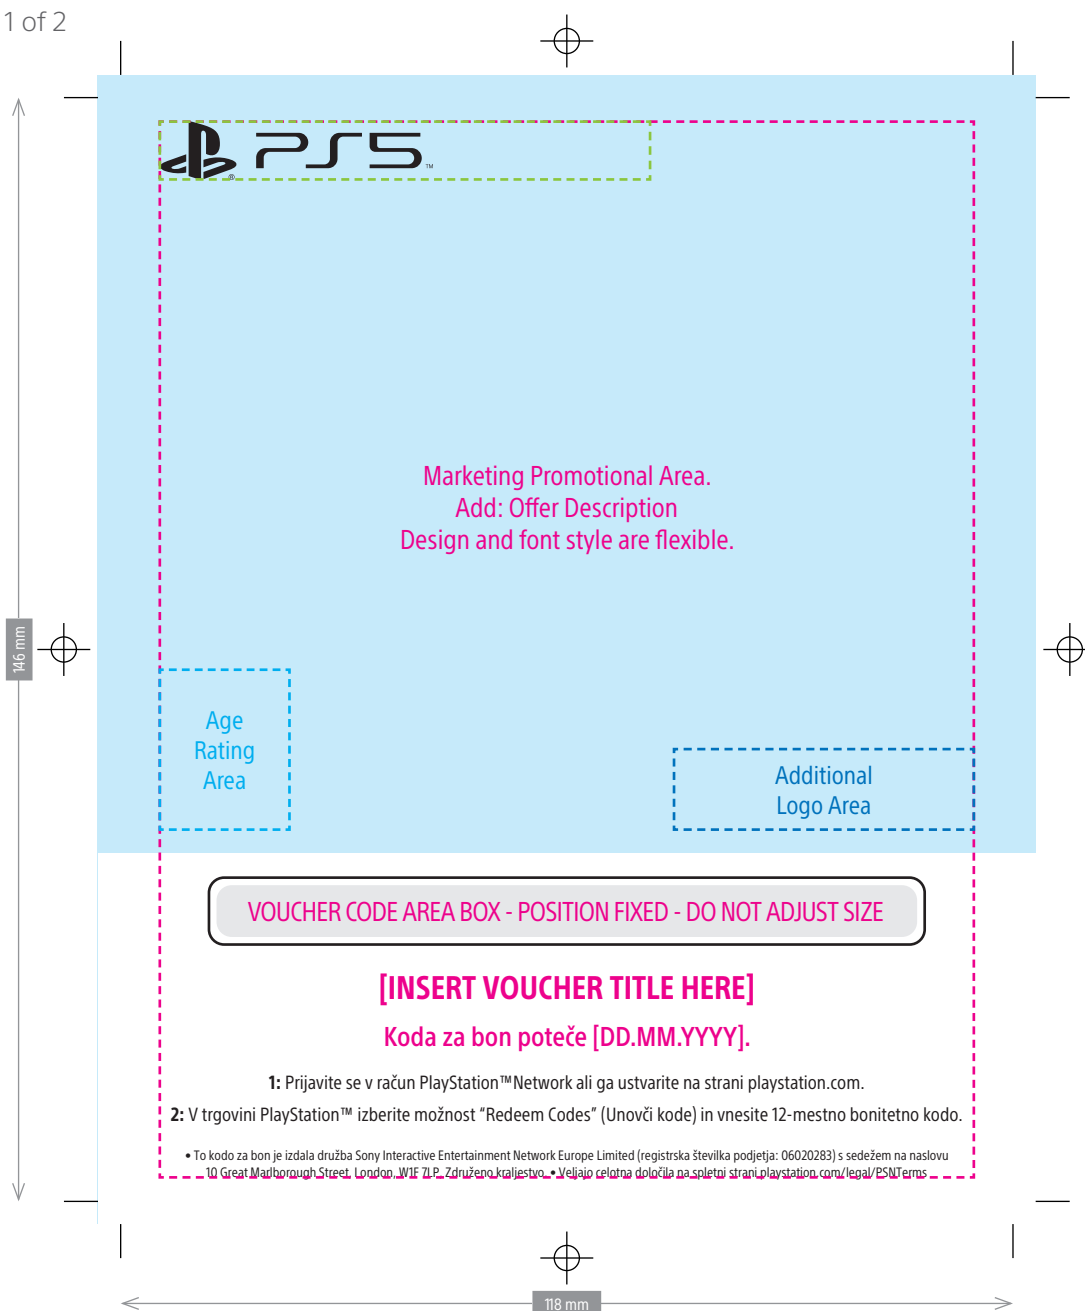 1 of 2
PS5
®
™
Marketing Promotional Area.
Add: Offer Description
Design and font style are flexible.
146 mm
Age
Rating
Area
Additional
Logo Area
VOUCHER CODE AREA BOX - POSITION FIXED - DO NOT ADJUST SIZE
[INSERT VOUCHER TITLE HERE]
Koda za bon poteče [DD.MM.YYYY].
1: Prijavite se v račun PlayStation™Network ali ga ustvarite na strani playstation.com.
2: V trgovini PlayStation™ izberite možnost “Redeem Codes” (Unovči kode) in vnesite 12-mestno bonitetno kodo.
• To kodo za bon je izdala družba Sony Interactive Entertainment Network Europe Limited (registrska številka podjetja: 06020283) s sedežem na naslovu
10 Great Marlborough Street, London, W1F 7LP, Združeno kraljestvo. • Veljajo celotna določila na spletni strani playstation.com/legal/PSNTerms
118 mm